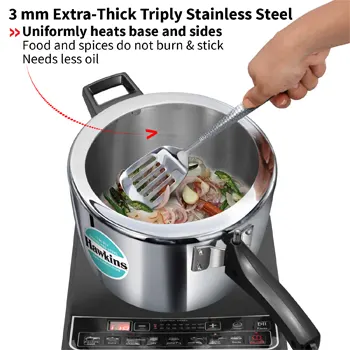 3 mm Extra-Thick Triply Stainless Steel
Uniformly heats base and sides
Food and spices do not burn & stick
Needs less oil
Hawkins